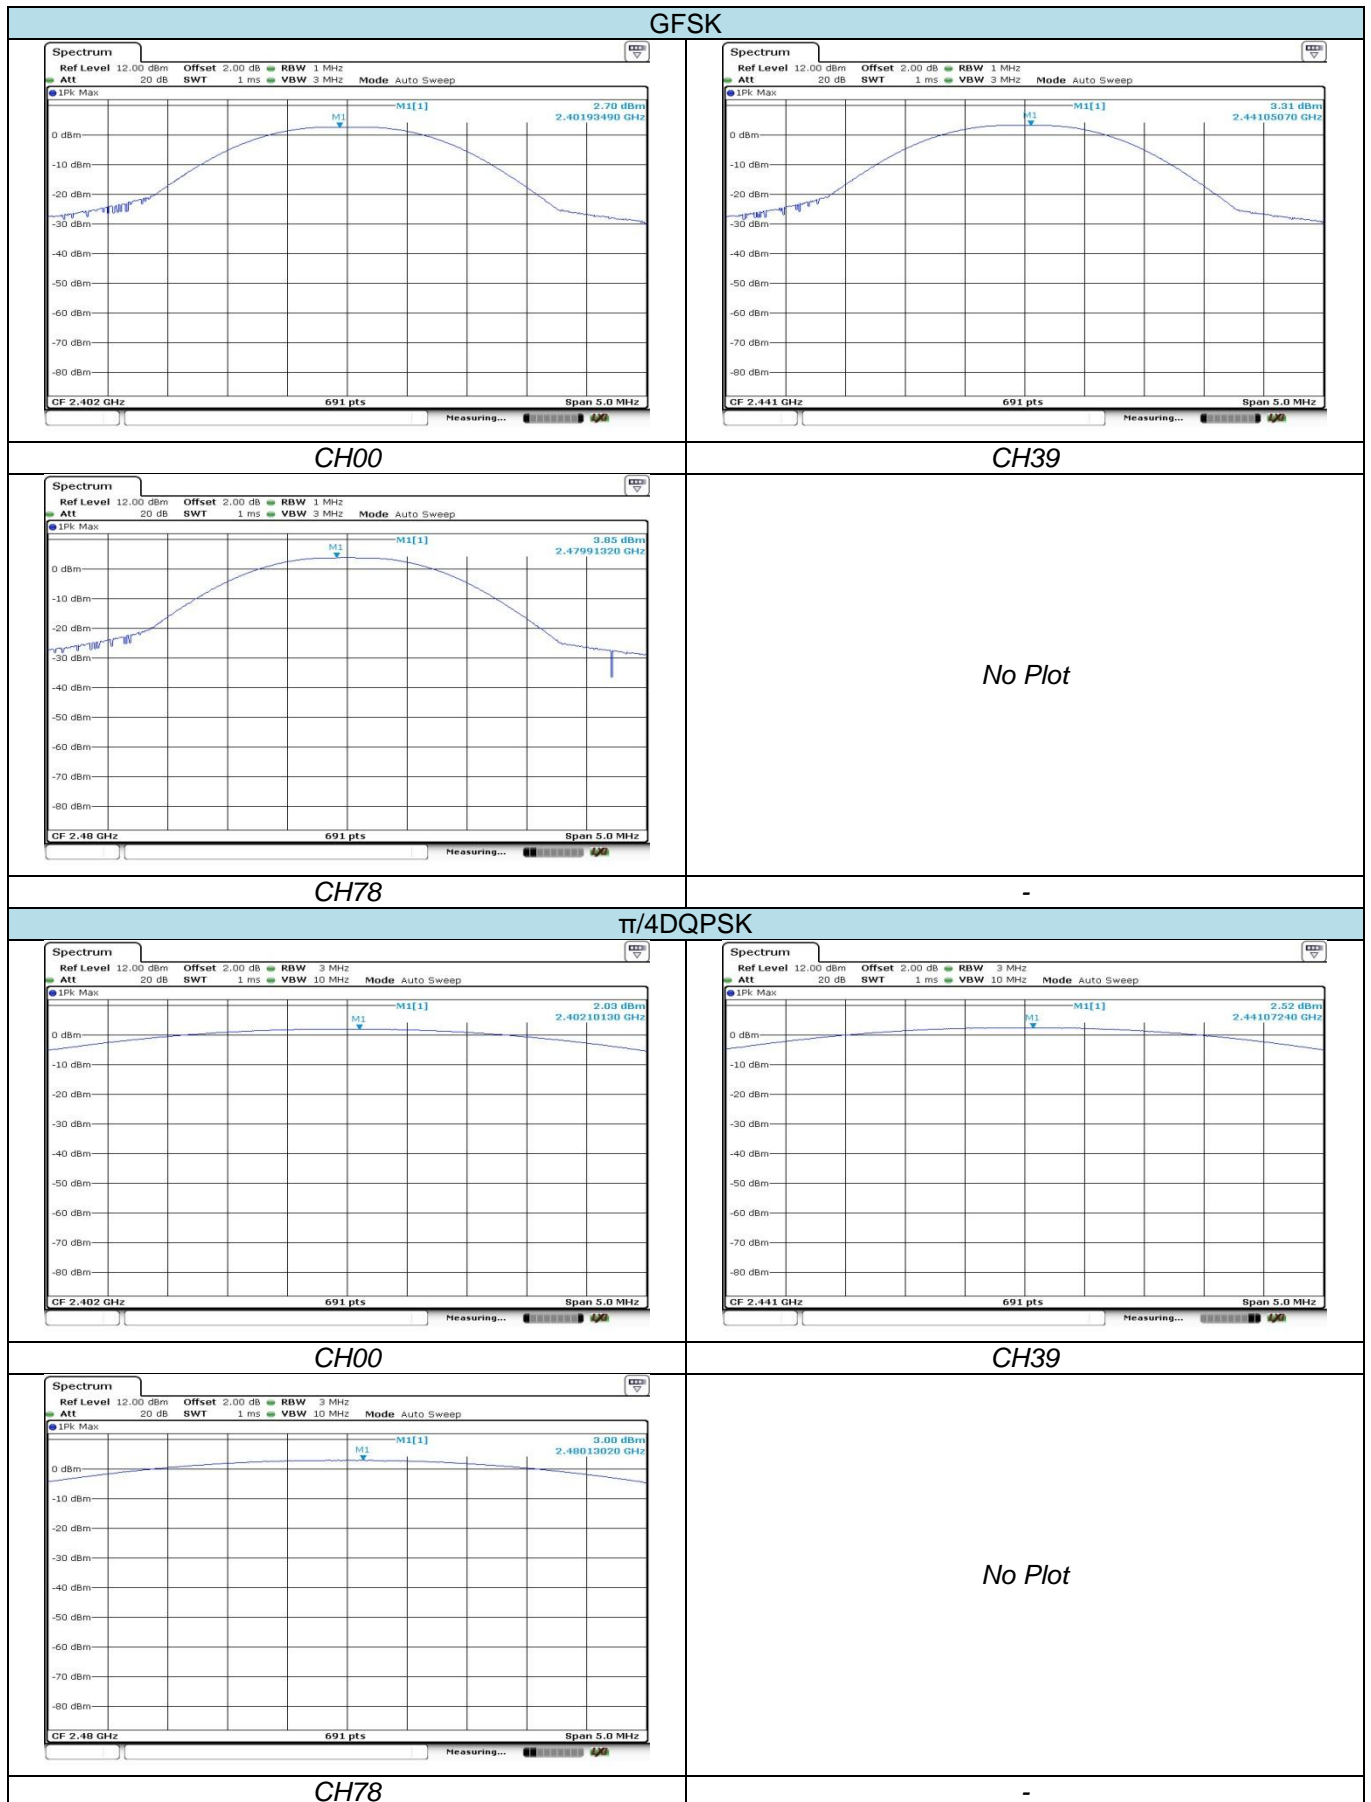 GFSK
Spectrum
Ref Level 12.00 dBm Offset 2.00 dB RBW 1 MHz
Att 20 dB SWT 1 ms VBW 3 MHz Mode Auto Sweep
1Pk Max
M1[1] 2.70 dBm
2.40193490 GHz
M1
0 dBm
-10 dBm
-20 dBm
-30 dBm
-40 dBm
-50 dBm
-60 dBm
-70 dBm
-80 dBm
CF 2.402 GHz 691 pts Span 5.0 MHz
Measuring...
Spectrum
Ref Level 12.00 dBm Offset 2.00 dB RBW 1 MHz
Att 20 dB SWT 1 ms VBW 3 MHz Mode Auto Sweep
1Pk Max
M1[1] 3.31 dBm
2.44105070 GHz
M1
0 dBm
-10 dBm
-20 dBm
-30 dBm
-40 dBm
-50 dBm
-60 dBm
-70 dBm
-80 dBm
CF 2.441 GHz 691 pts Span 5.0 MHz
Measuring...
CH00 CH39
Spectrum
Ref Level 12.00 dBm Offset 2.00 dB RBW 1 MHz
Att 20 dB SWT 1 ms VBW 3 MHz Mode Auto Sweep
1Pk Max
M1[1] 3.85 dBm
2.47991320 GHz
M1
0 dBm
-10 dBm
-20 dBm
-30 dBm
-40 dBm
-50 dBm
-60 dBm
-70 dBm
-80 dBm
CF 2.48 GHz 691 pts Span 5.0 MHz
Measuring...
No Plot
CH78 -
π/4DQPSK
Spectrum
Ref Level 12.00 dBm Offset 2.00 dB RBW 3 MHz
Att 20 dB SWT 1 ms VBW 10 MHz Mode Auto Sweep
1Pk Max
M1[1] 2.03 dBm
2.40210130 GHz
M1
0 dBm
-10 dBm
-20 dBm
-30 dBm
-40 dBm
-50 dBm
-60 dBm
-70 dBm
-80 dBm
CF 2.402 GHz 691 pts Span 5.0 MHz
Measuring...
Spectrum
Ref Level 12.00 dBm Offset 2.00 dB RBW 3 MHz
Att 20 dB SWT 1 ms VBW 10 MHz Mode Auto Sweep
1Pk Max
M1[1] 2.52 dBm
2.44107240 GHz
M1
0 dBm
-10 dBm
-20 dBm
-30 dBm
-40 dBm
-50 dBm
-60 dBm
-70 dBm
-80 dBm
CF 2.441 GHz 691 pts Span 5.0 MHz
Measuring...
CH00 CH39
Spectrum
Ref Level 12.00 dBm Offset 2.00 dB RBW 3 MHz
Att 20 dB SWT 1 ms VBW 10 MHz Mode Auto Sweep
1Pk Max
M1[1] 3.00 dBm
2.48013020 GHz
M1
0 dBm
-10 dBm
-20 dBm
-30 dBm
-40 dBm
-50 dBm
-60 dBm
-70 dBm
-80 dBm
CF 2.48 GHz 691 pts Span 5.0 MHz
Measuring...
No Plot
CH78 -